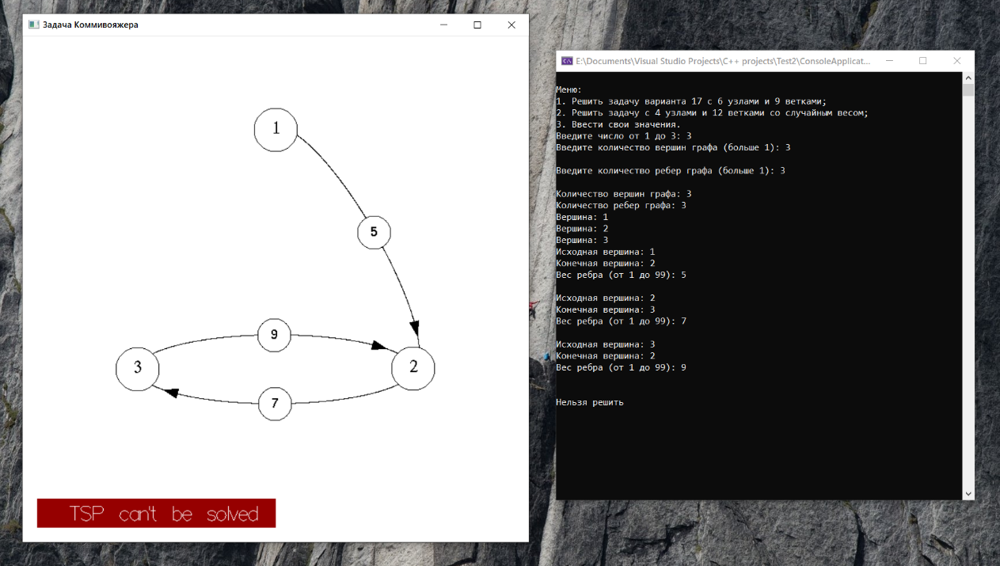 Задача Коммивояжера
1
5
9
3
2
7
TSP can't be solved
E:\Documents\Visual Studio Projects\C++ projects\Test2\ConsoleApplicat...
Меню:
1. Решить задачу варианта 17 с 6 узлами и 9 ветками;
2. Решить задачу с 4 узлами и 12 ветками со случайным весом;
3. Ввести свои значения.
Введите число от 1 до 3: 3
Введите количество вершин графа (больше 1): 3
Введите количество ребер графа (больше 1): 3
Количество вершин графа: 3
Количество ребер графа: 3
Вершина: 1
Вершина: 2
Вершина: 3
Исходная вершина: 1
Конечная вершина: 2
Вес ребра (от 1 до 99): 5
Исходная вершина: 2
Конечная вершина: 3
Вес ребра (от 1 до 99): 7
Исходная вершина: 3
Конечная вершина: 2
Вес ребра (от 1 до 99): 9
Нельзя решить